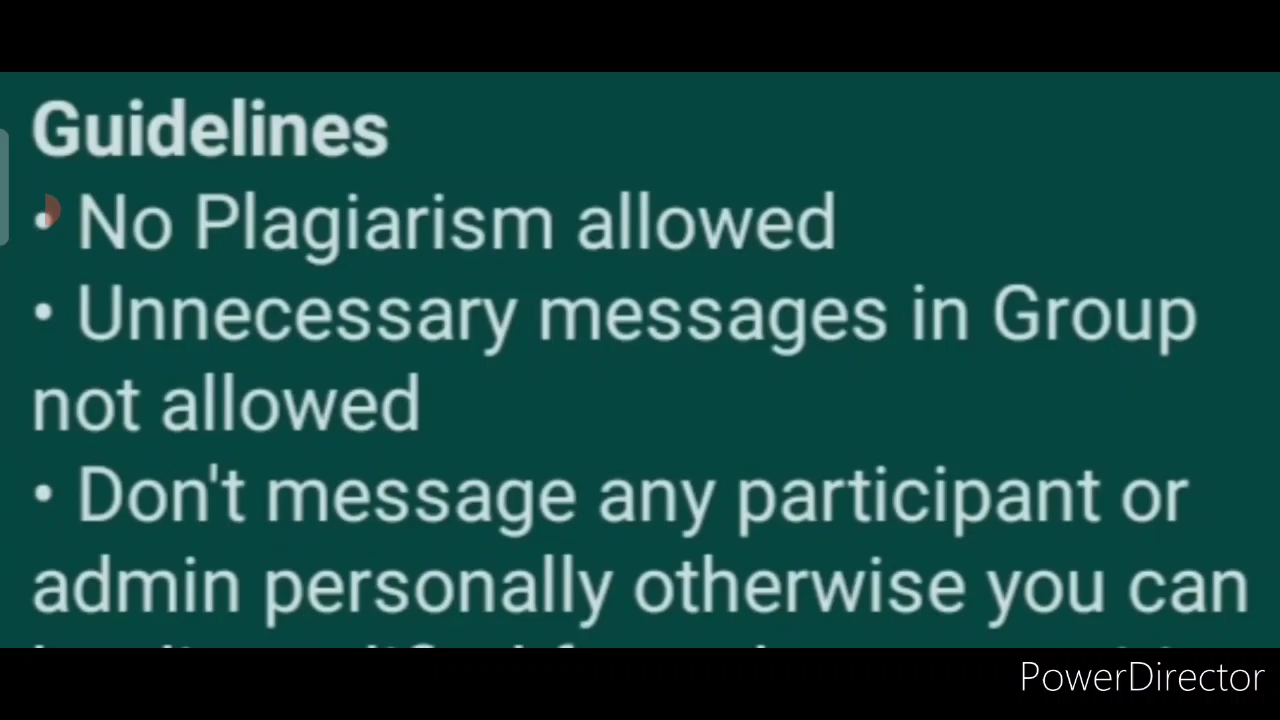 Guidelines
• No Plagiarism allowed
• Unnecessary messages in Group
not allowed
• Don't message any participant or
admin personally otherwise you can
PowerDirector